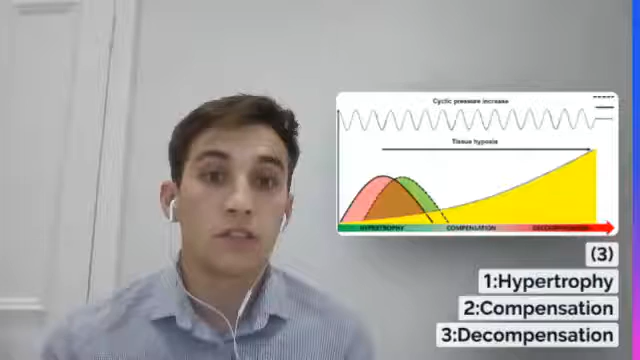 Cyclic pressure increase
Tissue hypoxia
HYPERTROPHY COMPENSATION DECOMPENSATION
(3)
1:Hypertrophy
2:Compensation
3:Decompensation